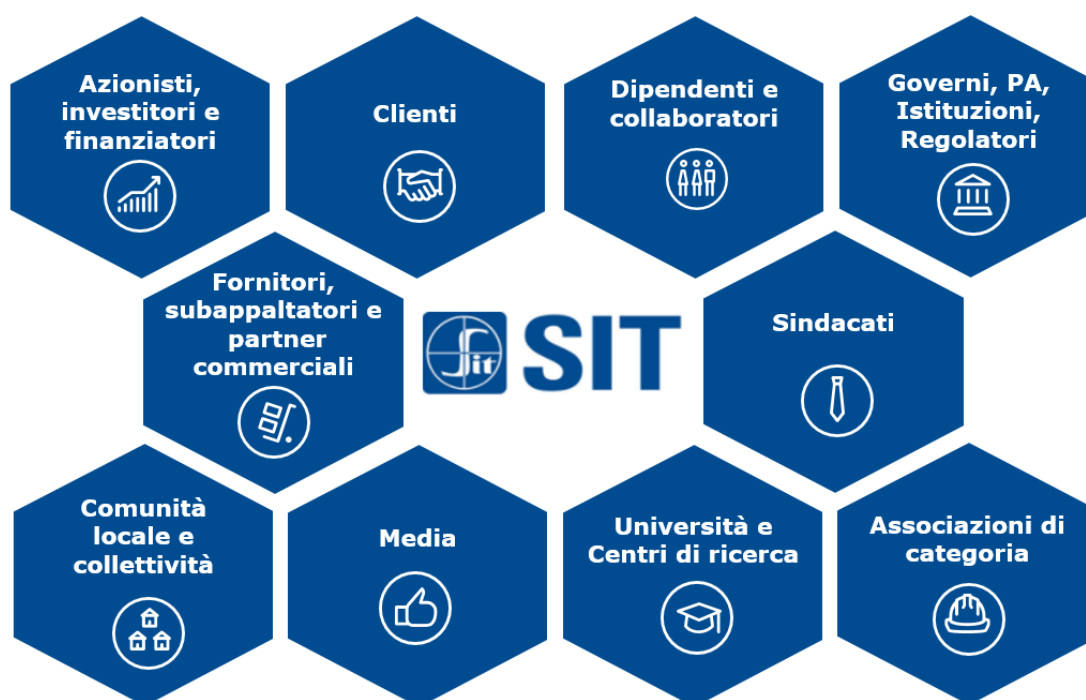 Azionisti,
investitori e
finanziatori
Clienti
Dipendenti e
collaboratori
Governi, PA,
Istituzioni,
Regolatori
Fornitori,
subappaltatori e
partner
commerciali
Sit SIT
Sindacati
Comunità
locale e
collettività
Media
Università e
Centri di ricerca
Associazioni di
categoria